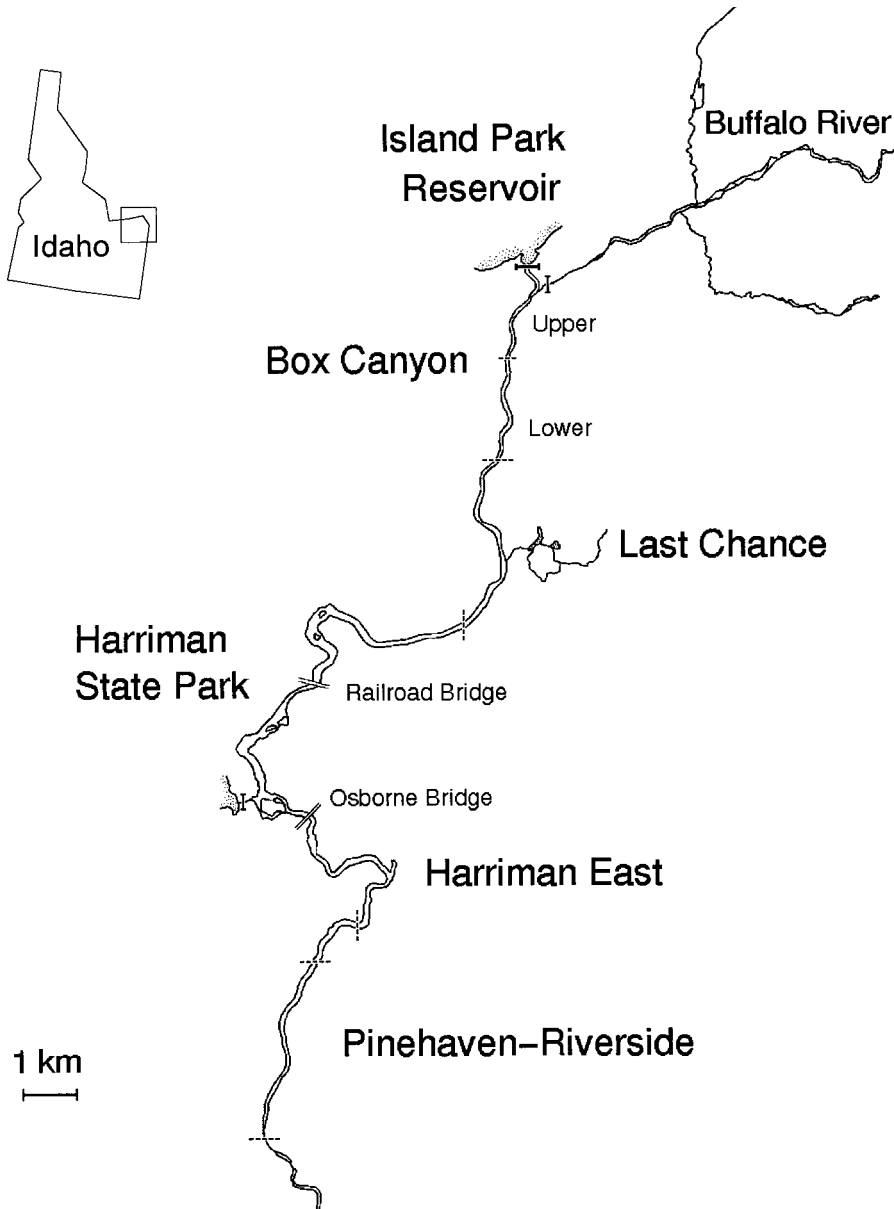 Idaho
Island Park
Reservoir
Buffalo River
Upper
Box Canyon
Lower
Last Chance
Harriman
State Park
Railroad Bridge
Osborne Bridge
Harriman East
Pinehaven–Riverside
1 km